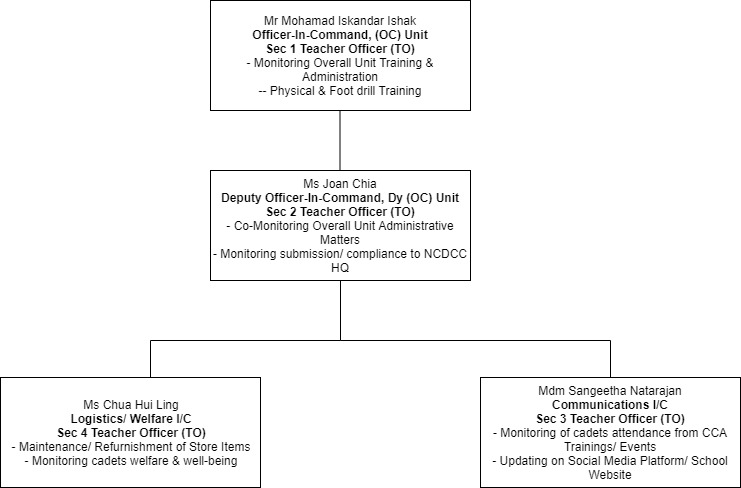 Mr Mohamad Iskandar Ishak
Officer-In-Command, (OC) Unit
Sec 1 Teacher Officer (TO)
- Monitoring Overall Unit Training &
Administration
-- Physical & Foot drill Training
Ms Joan Chia
Deputy Officer-In-Command, Dy (OC) Unit
Sec 2 Teacher Officer (TO)
- Co-Monitoring Overall Unit Administrative
Matters
- Monitoring submission/ compliance to NCDCC
HQ
Ms Chua Hui Ling
Logistics/ Welfare I/C
Sec 4 Teacher Officer (TO)
- Maintenance/ Refurnishment of Store Items
- Monitoring cadets welfare & well-being
Mdm Sangeetha Natarajan
Communications I/C
Sec 3 Teacher Officer (TO)
- Monitoring of cadets attendance from CCA
Trainings/ Events
- Updating on Social Media Platform/ School
Website